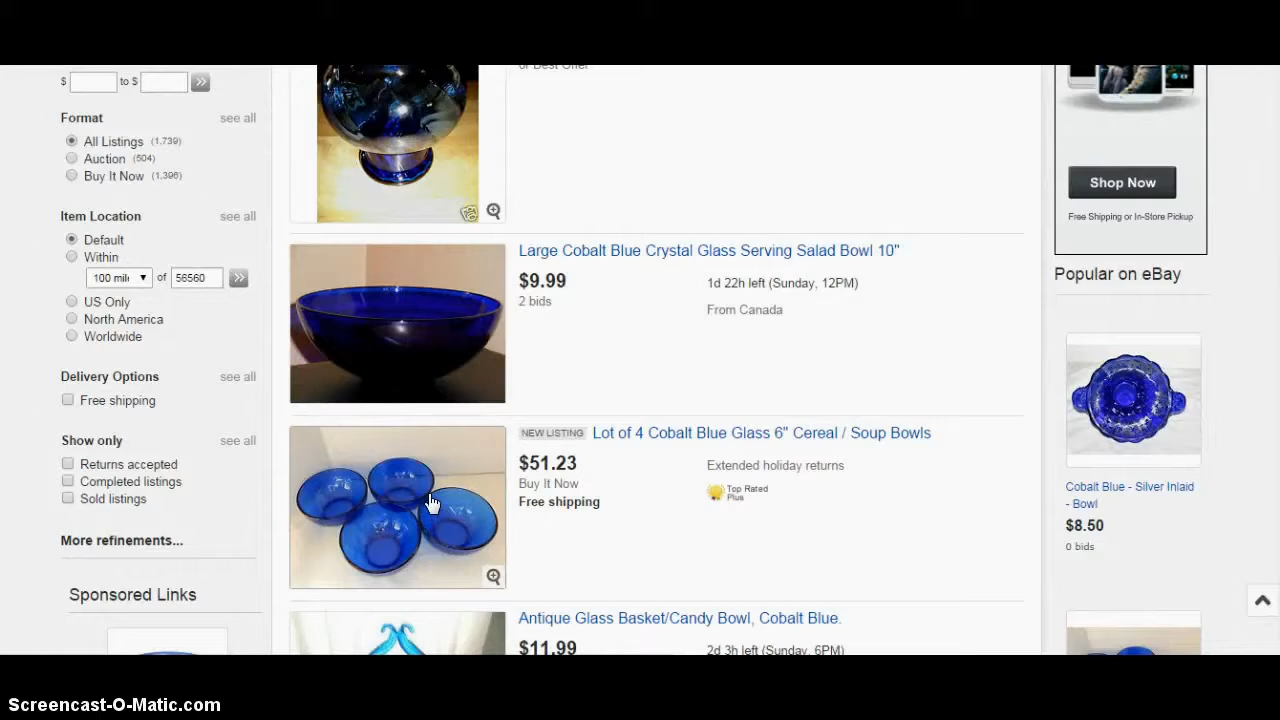 or Best Offer
$ to $
Format see all
All Listings (1,739)
Auction (504)
Buy It Now (1,396)
Item Location see all
Default
Within
100 mile of 56560
US Only
North America
Worldwide
Delivery Options see all
Free shipping
Show only see all
Returns accepted
Completed listings
Sold listings
More refinements...
Sponsored Links
Large Cobalt Blue Crystal Glass Serving Salad Bowl 10"
$9.99 1d 22h left (Sunday, 12PM)
2 bids From Canada
NEW LISTING Lot of 4 Cobalt Blue Glass 6" Cereal / Soup Bowls
$51.23 Extended holiday returns
Buy It Now Top Rated
Plus
Free shipping
Antique Glass Basket/Candy Bowl, Cobalt Blue.
$11.99 2d 3h left (Sunday, 6PM)
Shop Now
Free Shipping or In-Store Pickup
Popular on eBay
Cobalt Blue - Silver Inlaid
- Bowl
$8.50
0 bids
Screencast-O-Matic.com